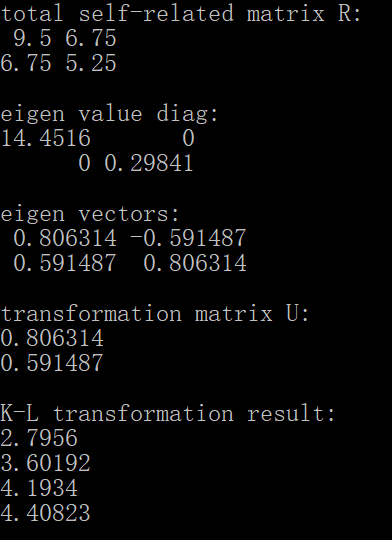 total self-related matrix R:
9.5 6.75
6.75 5.25
eigen value diag:
14.4516 0
0 0.29841
eigen vectors:
0.806314 -0.591487
0.591487 0.806314
transformation matrix U:
0.806314
0.591487
K-L transformation result:
2.7956
3.60192
4.1934
4.40823